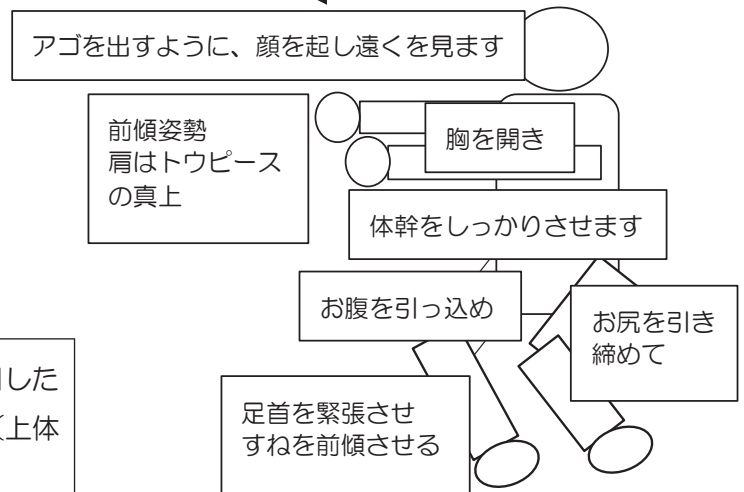 アゴを出すように、顔を起し遠くを見ます
前傾姿勢
肩はトウピース
の真上
胸を開き
体幹をしっかりさせます
お腹を引っ込め
お尻を引き
締めて
した
上体
足首を緊張させ
すねを前傾させる